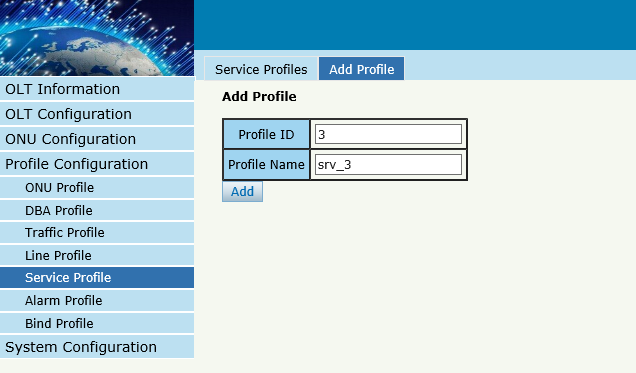 Service Profiles
Add Profile
OLT Information
OLT Configuration
ONU Configuration
Profile Configuration
ONU Profile
DBA Profile
Traffic Profile
Line Profile
Service Profile
Alarm Profile
Bind Profile
System Configuration
Add Profile
Profile ID 3
Profile Name srv_3
Add